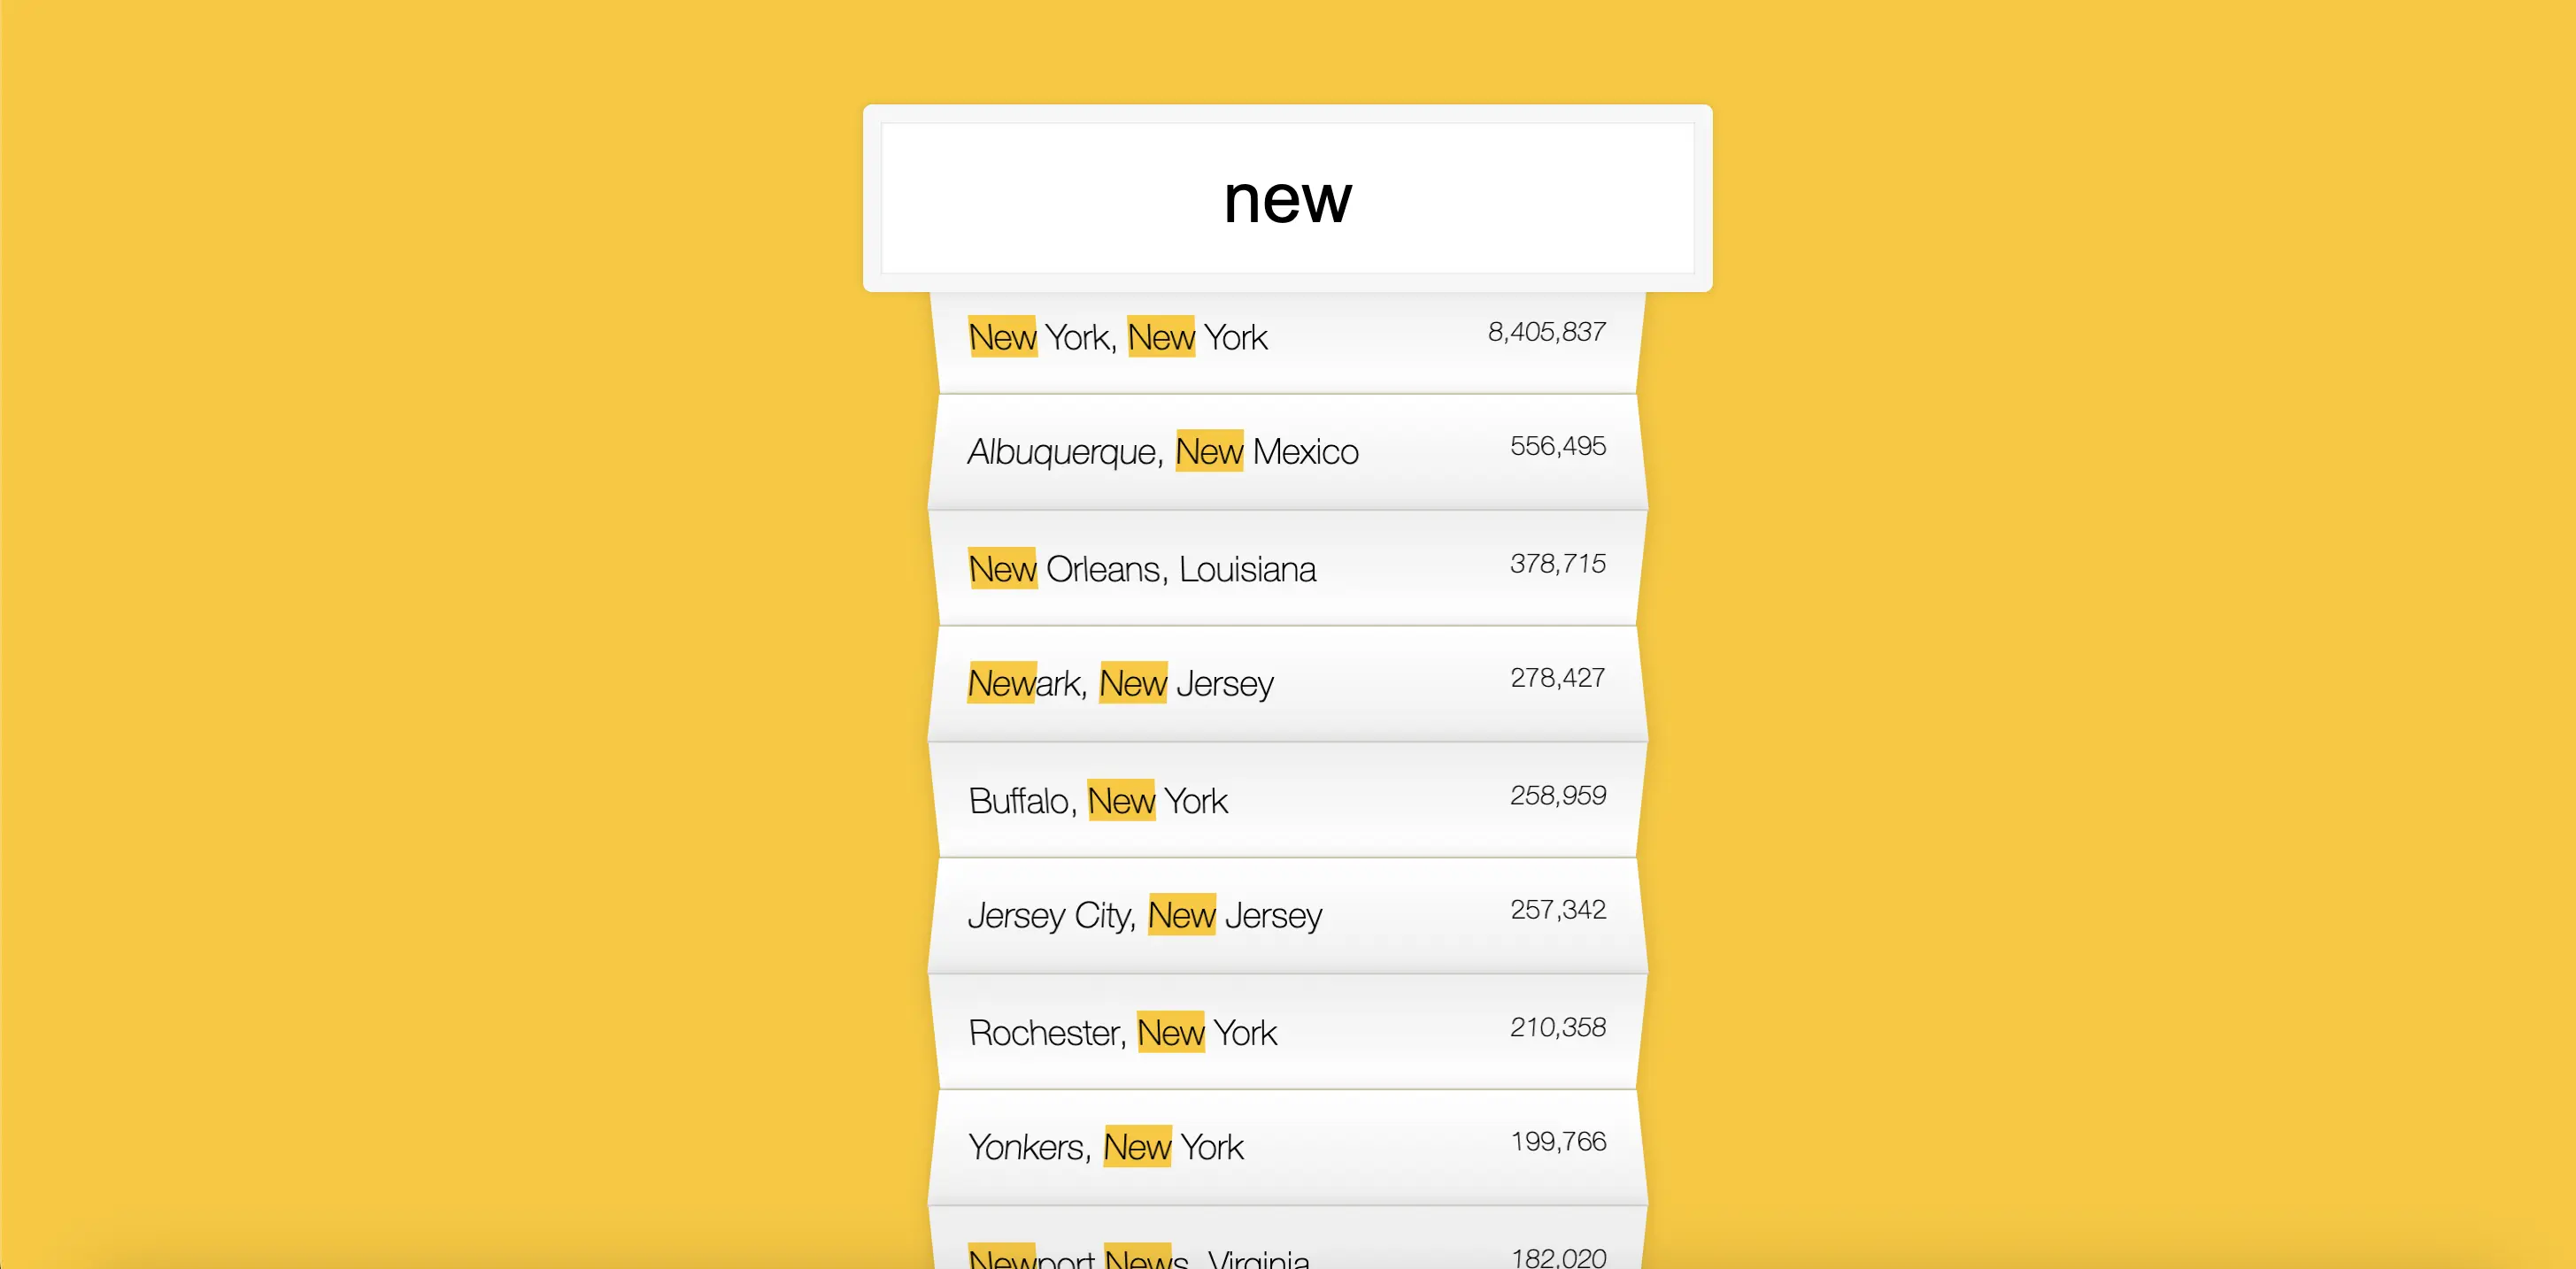 new
New York, New York 8,405,837
Albuquerque, New Mexico 556,495
New Orleans, Louisiana 378,715
Newark, New Jersey 278,427
Buffalo, New York 258,959
Jersey City, New Jersey 257,342
Rochester, New York 210,358
Yonkers, New York 199,766
Newport News, Virginia 182,020